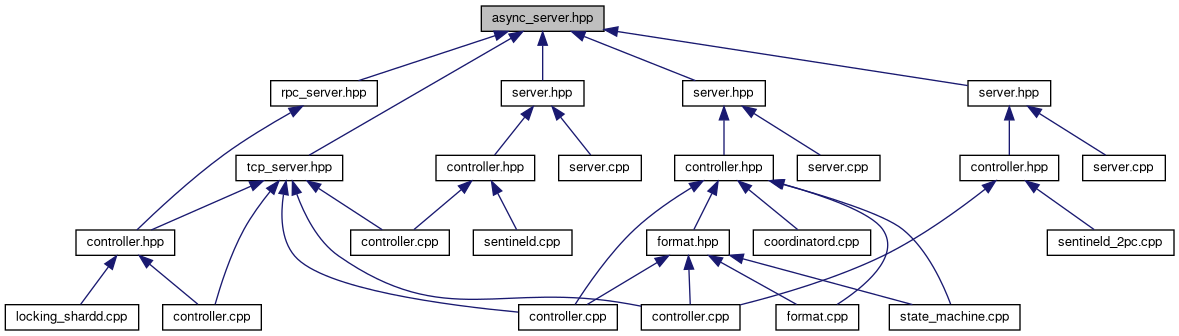 async_server.hpp
rpc_server.hpp
server.hpp
server.hpp
server.hpp
tcp_server.hpp
controller.hpp
server.cpp
controller.hpp
server.cpp
controller.hpp
server.cpp
controller.hpp
controller.cpp
sentineld.cpp
format.hpp
coordinatord.cpp
sentineld_2pc.cpp
locking_shardd.cpp
controller.cpp
controller.cpp
controller.cpp
format.cpp
state_machine.cpp